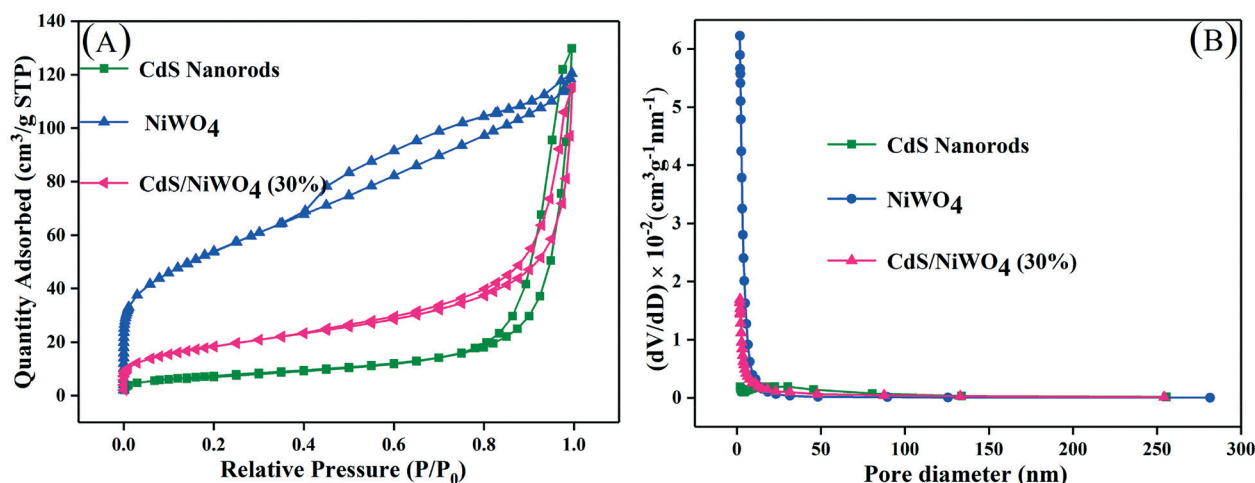 (A)
140
120
100
80
60
40
20
0
Quantity Adsorbed (cm³/g STP)
CdS Nanorods
NiWO₄
CdS/NiWO₄ (30%)
0.0 0.2 0.4 0.6 0.8 1.0
Relative Pressure (P/P₀)
(B)
6
5
4
3
2
1
0
(dV/dD) × 10⁻²(cm³g⁻¹nm⁻¹)
CdS Nanorods
NiWO₄
CdS/NiWO₄ (30%)
0 50 100 150 200 250 300
Pore diameter (nm)